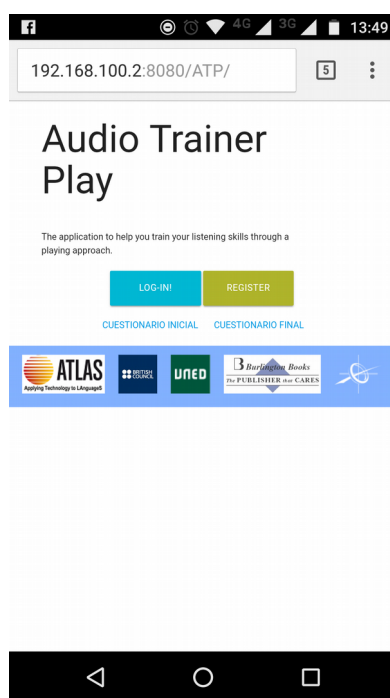 4G 3G 13:49
192.168.100.2:8080/ATP/ 5
Audio Trainer
Play
The application to help you train your listening skills through a
playing approach.
LOG-IN! REGISTER
CUESTIONARIO INICIAL CUESTIONARIO FINAL
ATLAS
Applying Technology to LAnguageS
BRITISH
COUNCIL
UNED
Burlington Books
The PUBLISHER that CARES